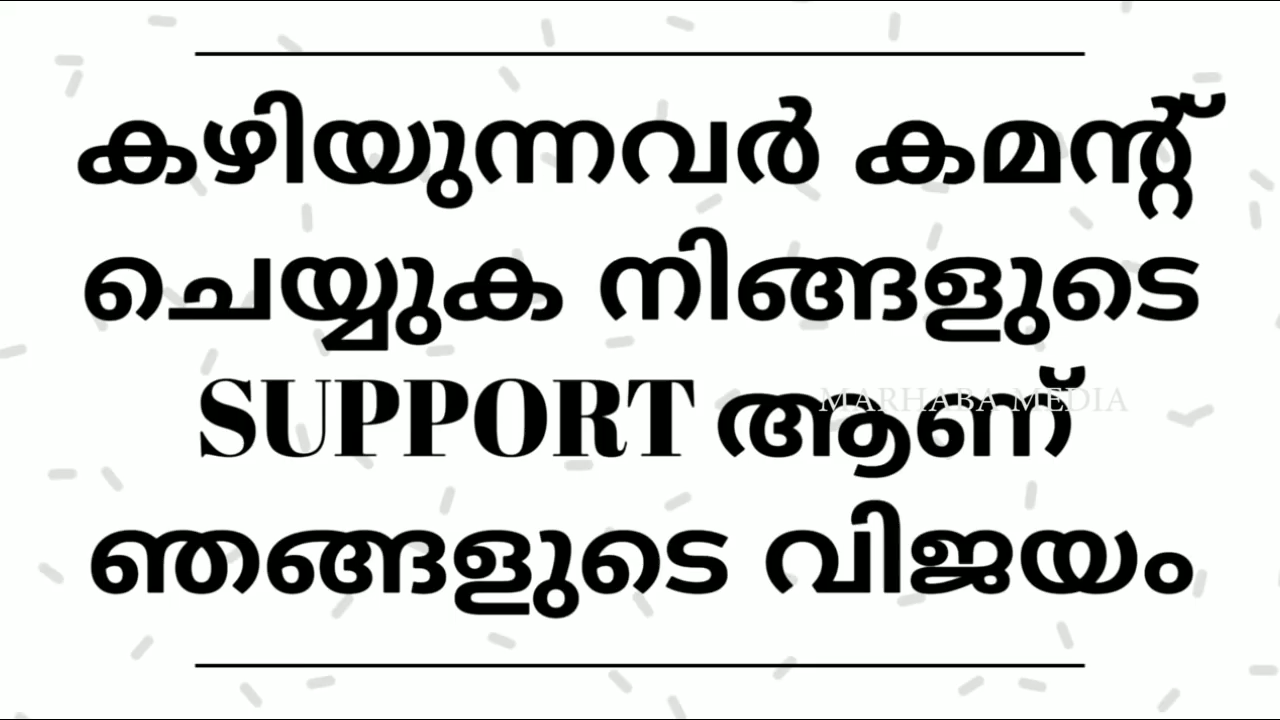 കഴിയുന്നവർ കമന്റ്
ചെയ്യുക നിങ്ങളുടെ
SUPPORT ആണ്
MARHABA MEDIA
ഞങ്ങളുടെ വിജയം